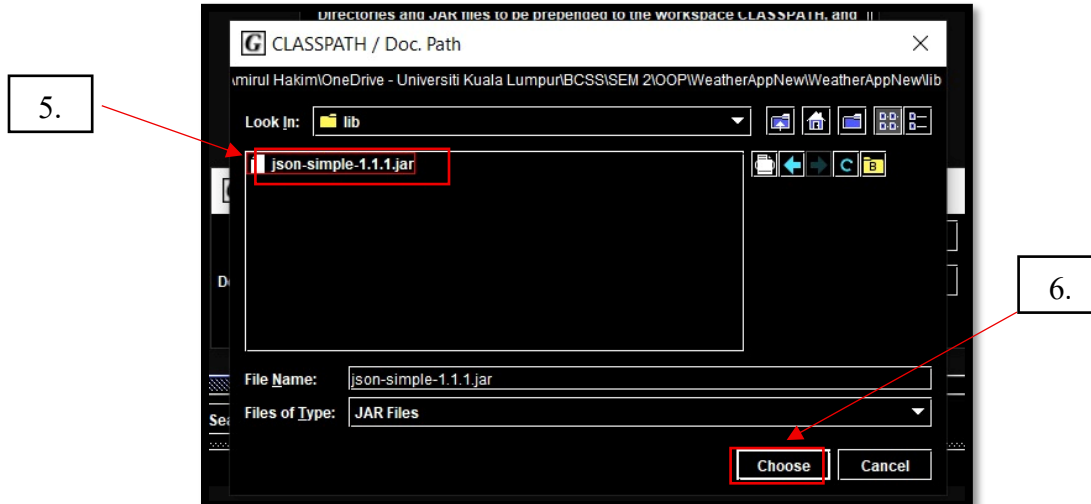 Directories and JAR files to be prepended to the workspace CLASSPATH, and
G CLASSPATH / Doc. Path
\mirul Hakim\OneDrive - Universiti Kuala Lumpur\BCSS\SEM 2\OOP\WeatherAppNew\WeatherAppNew\lib
5.
Look In: lib
json-simple-1.1.1.jar
C B
6.
File Name: json-simple-1.1.1.jar
Files of Type: JAR Files
Choose Cancel